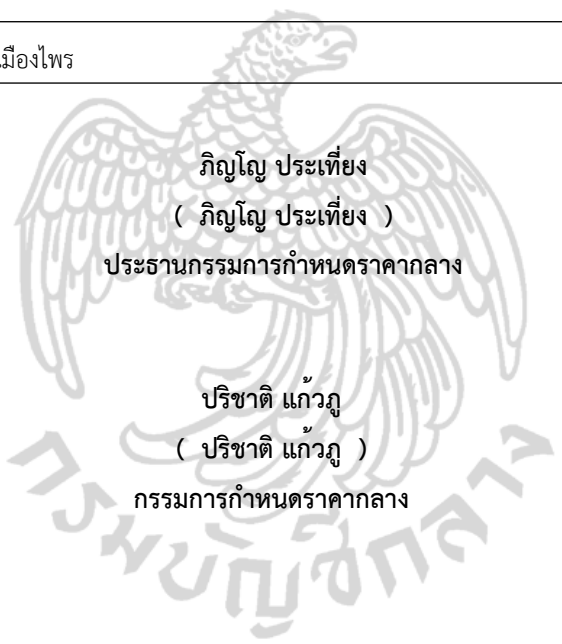 เมืองไพร
ภิญโญ ประเที่ยง
( ภิญโญ ประเที่ยง )
ประธานกรรมการกำหนดราคากลาง
ปริชาติ แก้วภู
( ปริชาติ แก้วภู )
กรรมการกำหนดราคากลาง
กรมบัญชีกลาง